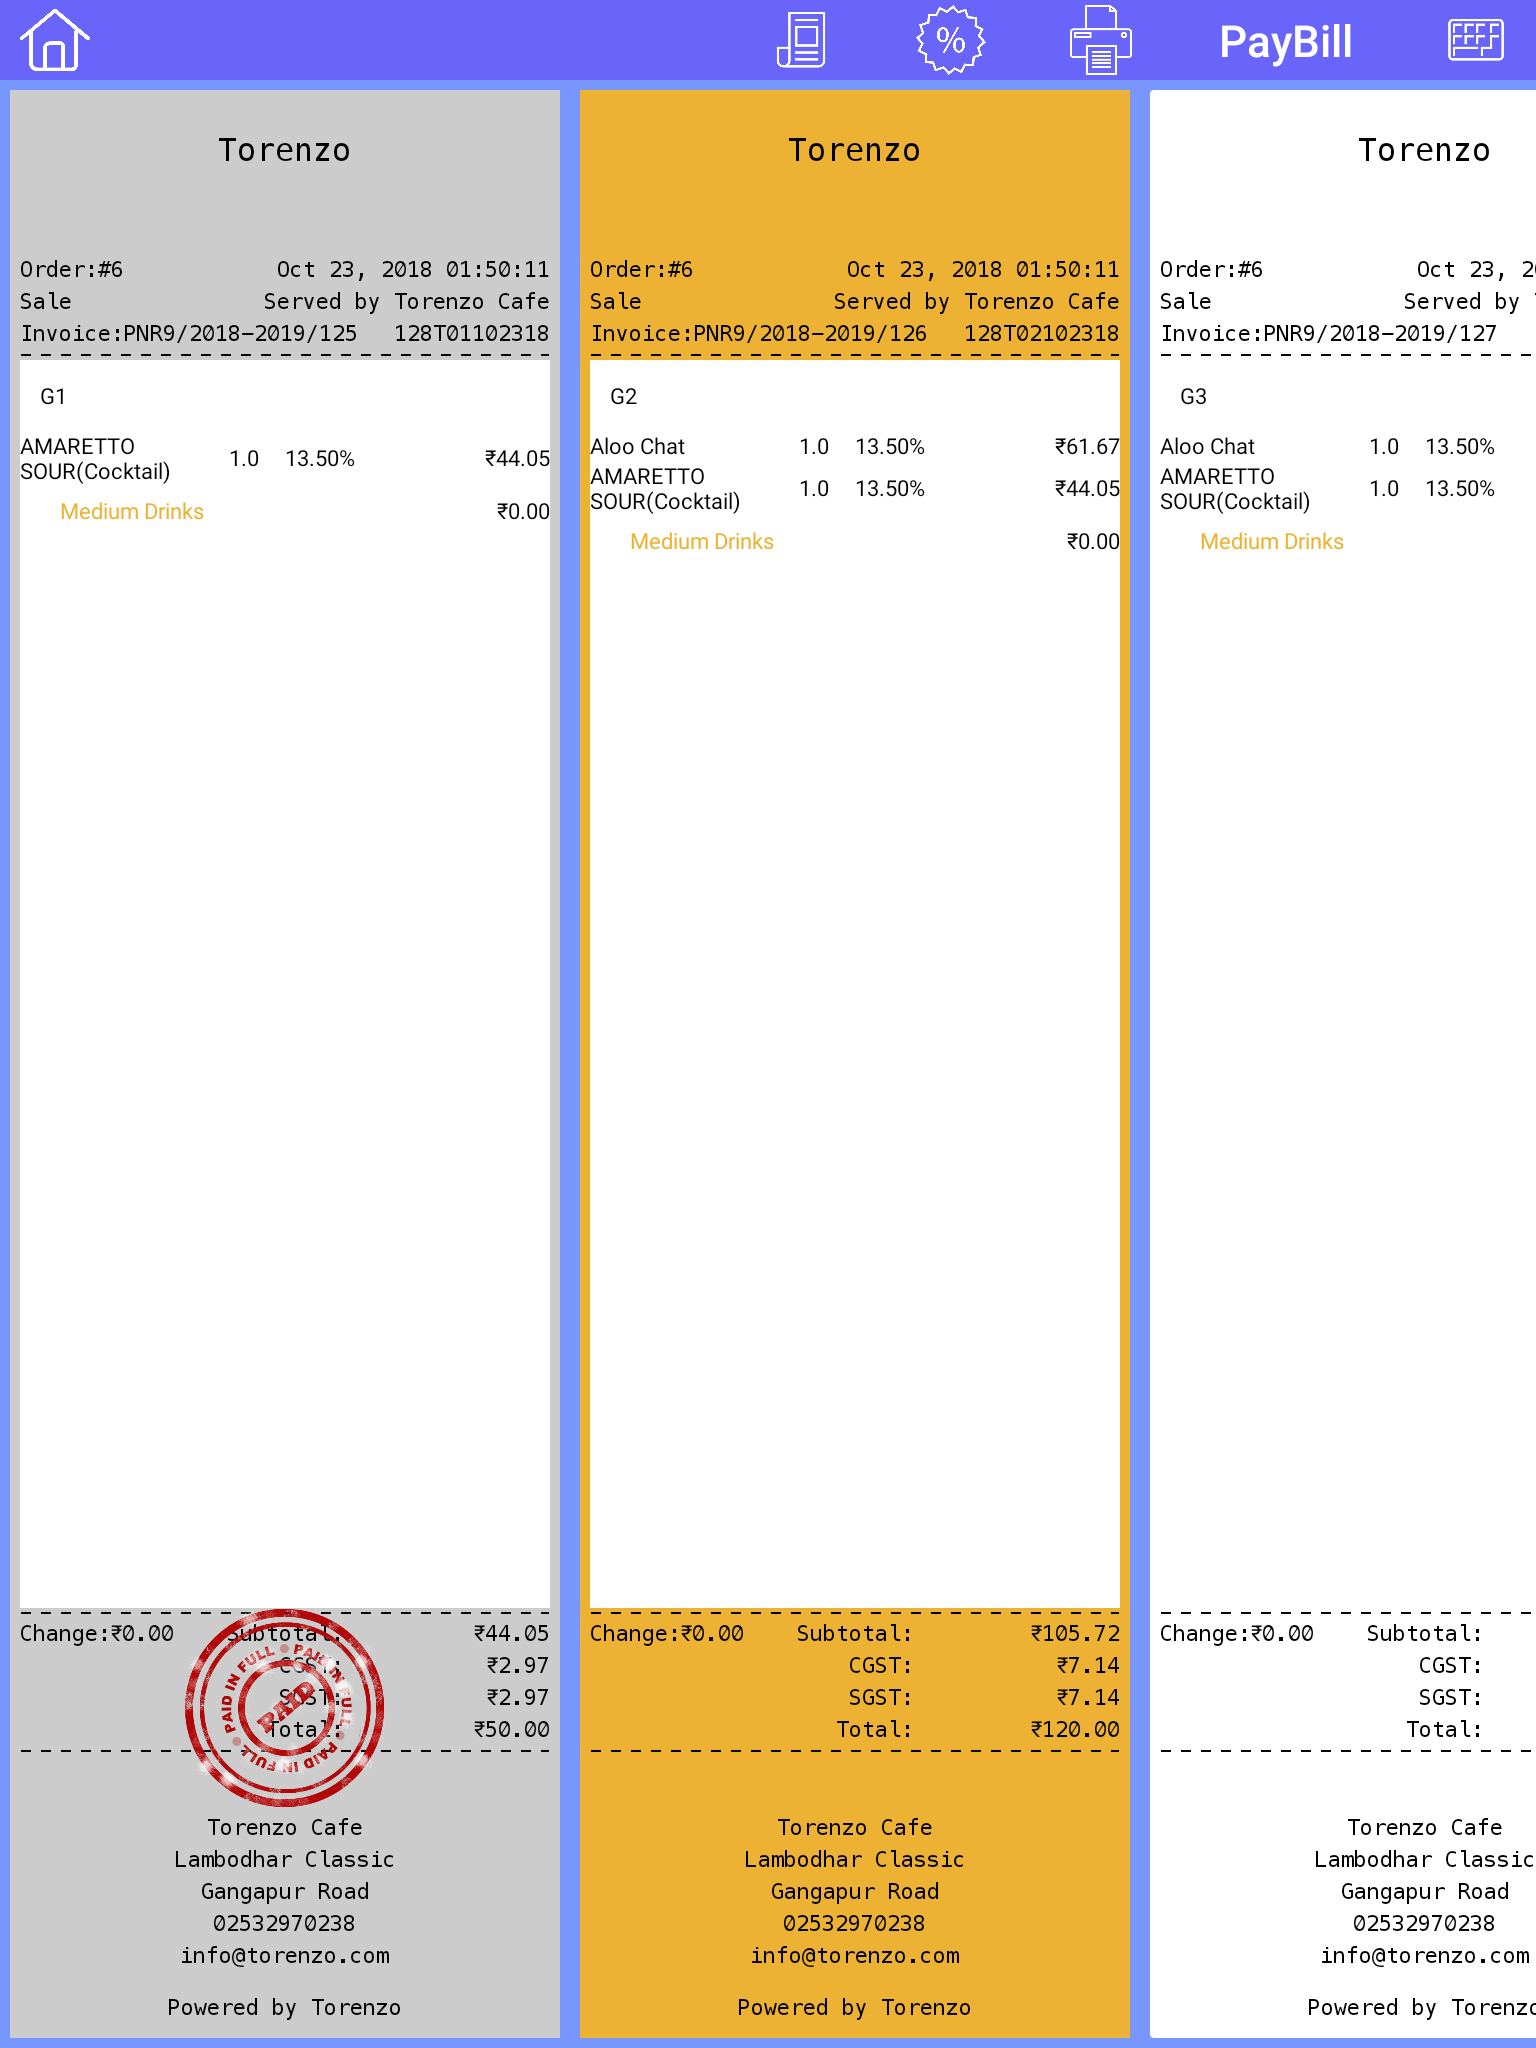 PayBill
Torenzo
Order:#6 Oct 23, 2018 01:50:11
Sale Served by Torenzo Cafe
Invoice:PNR9/2018-2019/125 128T01102318
G1
AMARETTO
SOUR(Cocktail) 1.0 13.50% ₹44.05
Medium Drinks ₹0.00
Change:₹0.00 Subtotal: ₹44.05
CGST: ₹2.97
SGST: ₹2.97
Total: ₹50.00
PAID IN FULL PAID IN FULL PAID IN FULL
PAID
Torenzo Cafe
Lambodhar Classic
Gangapur Road
02532970238
info@torenzo.com
Powered by Torenzo
Torenzo
Order:#6 Oct 23, 2018 01:50:11
Sale Served by Torenzo Cafe
Invoice:PNR9/2018-2019/126 128T02102318
G2
Aloo Chat 1.0 13.50% ₹61.67
AMARETTO
SOUR(Cocktail) 1.0 13.50% ₹44.05
Medium Drinks ₹0.00
Change:₹0.00 Subtotal: ₹105.72
CGST: ₹7.14
SGST: ₹7.14
Total: ₹120.00
Torenzo Cafe
Lambodhar Classic
Gangapur Road
02532970238
info@torenzo.com
Powered by Torenzo
Torenzo
Order:#6 Oct 23,
Sale Served by
Invoice:PNR9/2018-2019/127
G3
Aloo Chat 1.0 13.50%
AMARETTO
SOUR(Cocktail) 1.0 13.50%
Medium Drinks
Change:₹0.00 Subtotal:
CGST:
SGST:
Total:
Torenzo Cafe
Lambodhar Classic
Gangapur Road
02532970238
info@torenzo.com
Powered by Torenzo